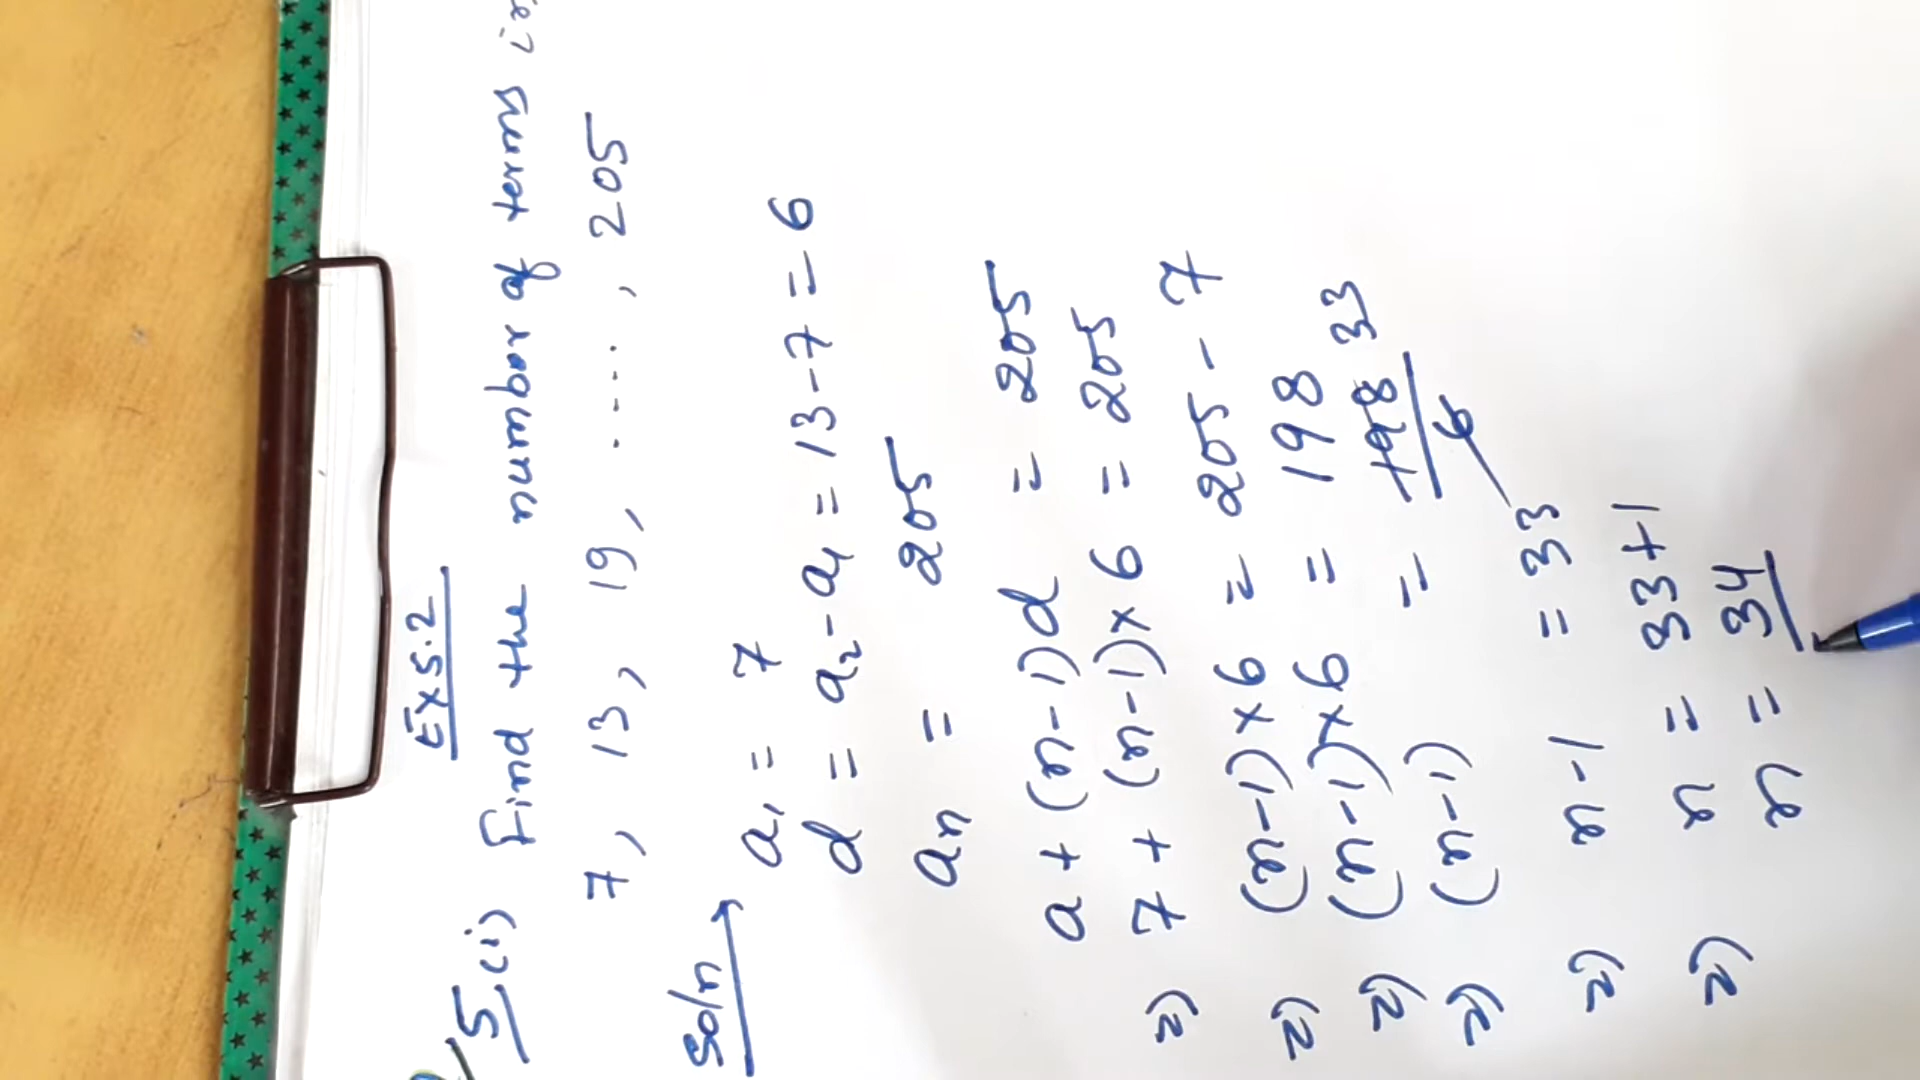 Ex 5.2
5(i) Find the number of terms in
7, 13, 19, ....., 205
Soln
a₁ = 7
d = a₂ - a₁ = 13 - 7 = 6
an = 205
a + (n-1)d = 205
⇒ 7 + (n-1)×6 = 205
⇒ (n-1)×6 = 205 - 7
⇒ (n-1)×6 = 198
⇒ (n-1) = 198/6 33
⇒ n-1 = 33
⇒ n = 33+1
n = 34